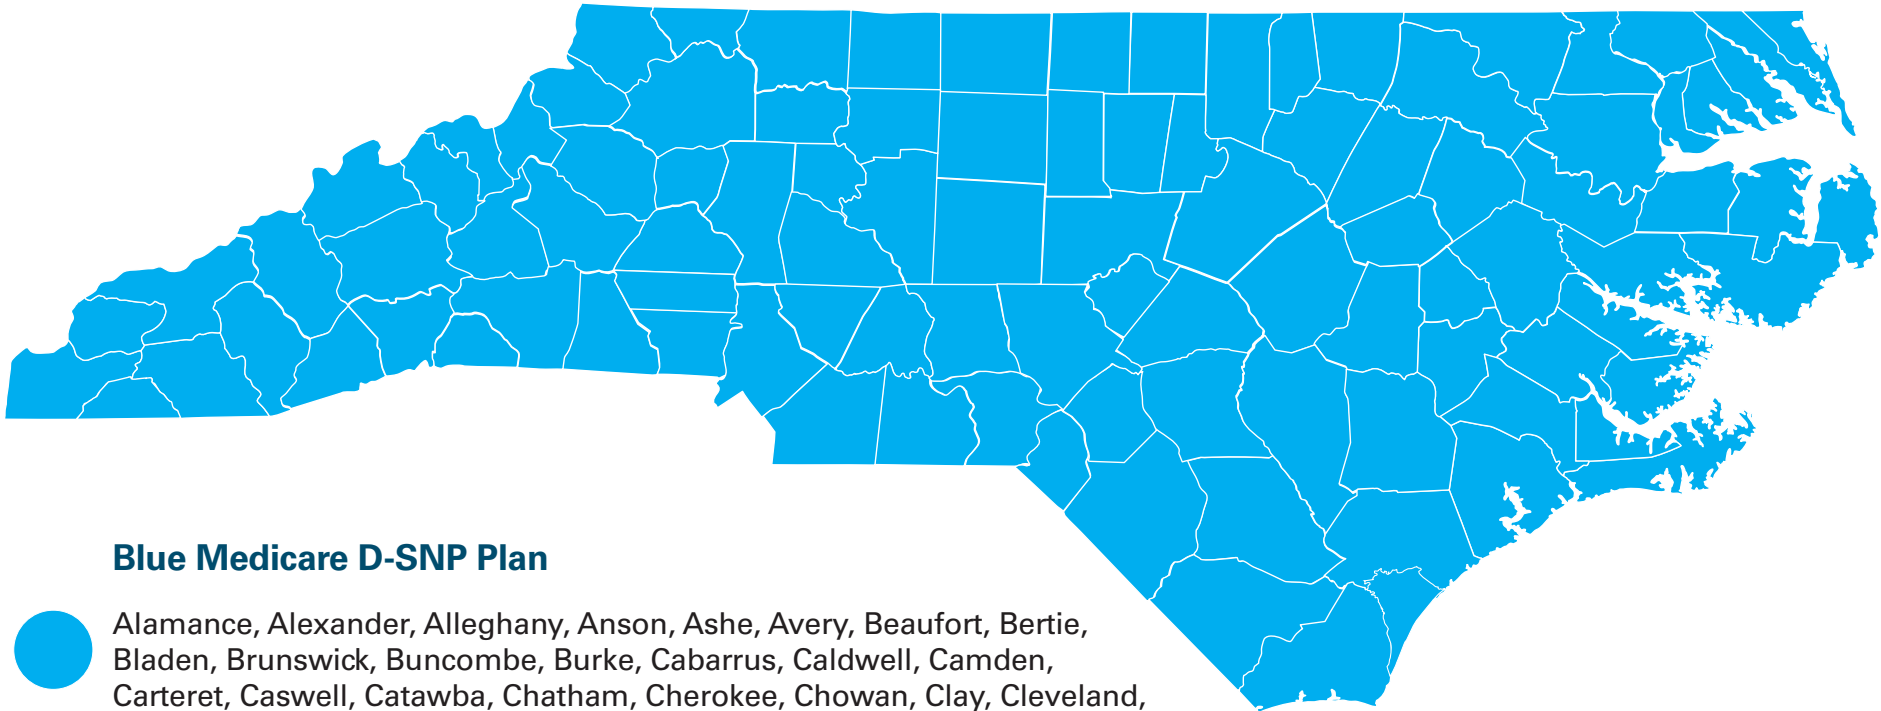 Blue Medicare D-SNP Plan
Alamance, Alexander, Alleghany, Anson, Ashe, Avery, Beaufort, Bertie,
Bladen, Brunswick, Buncombe, Burke, Cabarrus, Caldwell, Camden,
Carteret, Caswell, Catawba, Chatham, Cherokee, Chowan, Clay, Cleveland,